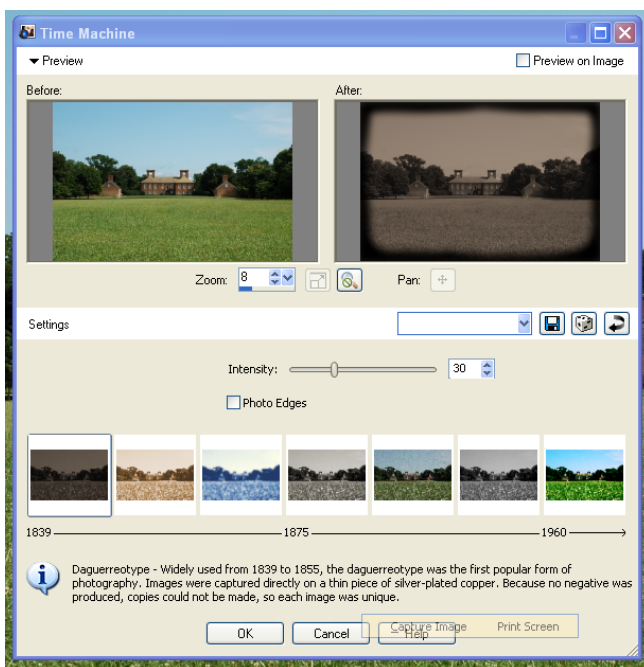 Time Machine
Preview
Preview on Image
Before:
After:
Zoom: 8
Pan:
Settings
Intensity: 30
Photo Edges
1839 1875 1960
Daguerreotype - Widely used from 1839 to 1855, the daguerreotype was the first popular form of
photography. Images were captured directly on a thin piece of silver-plated copper. Because no negative was
produced, copies could not be made, so each image was unique.
OK Cancel Help
Capture Image Print Screen